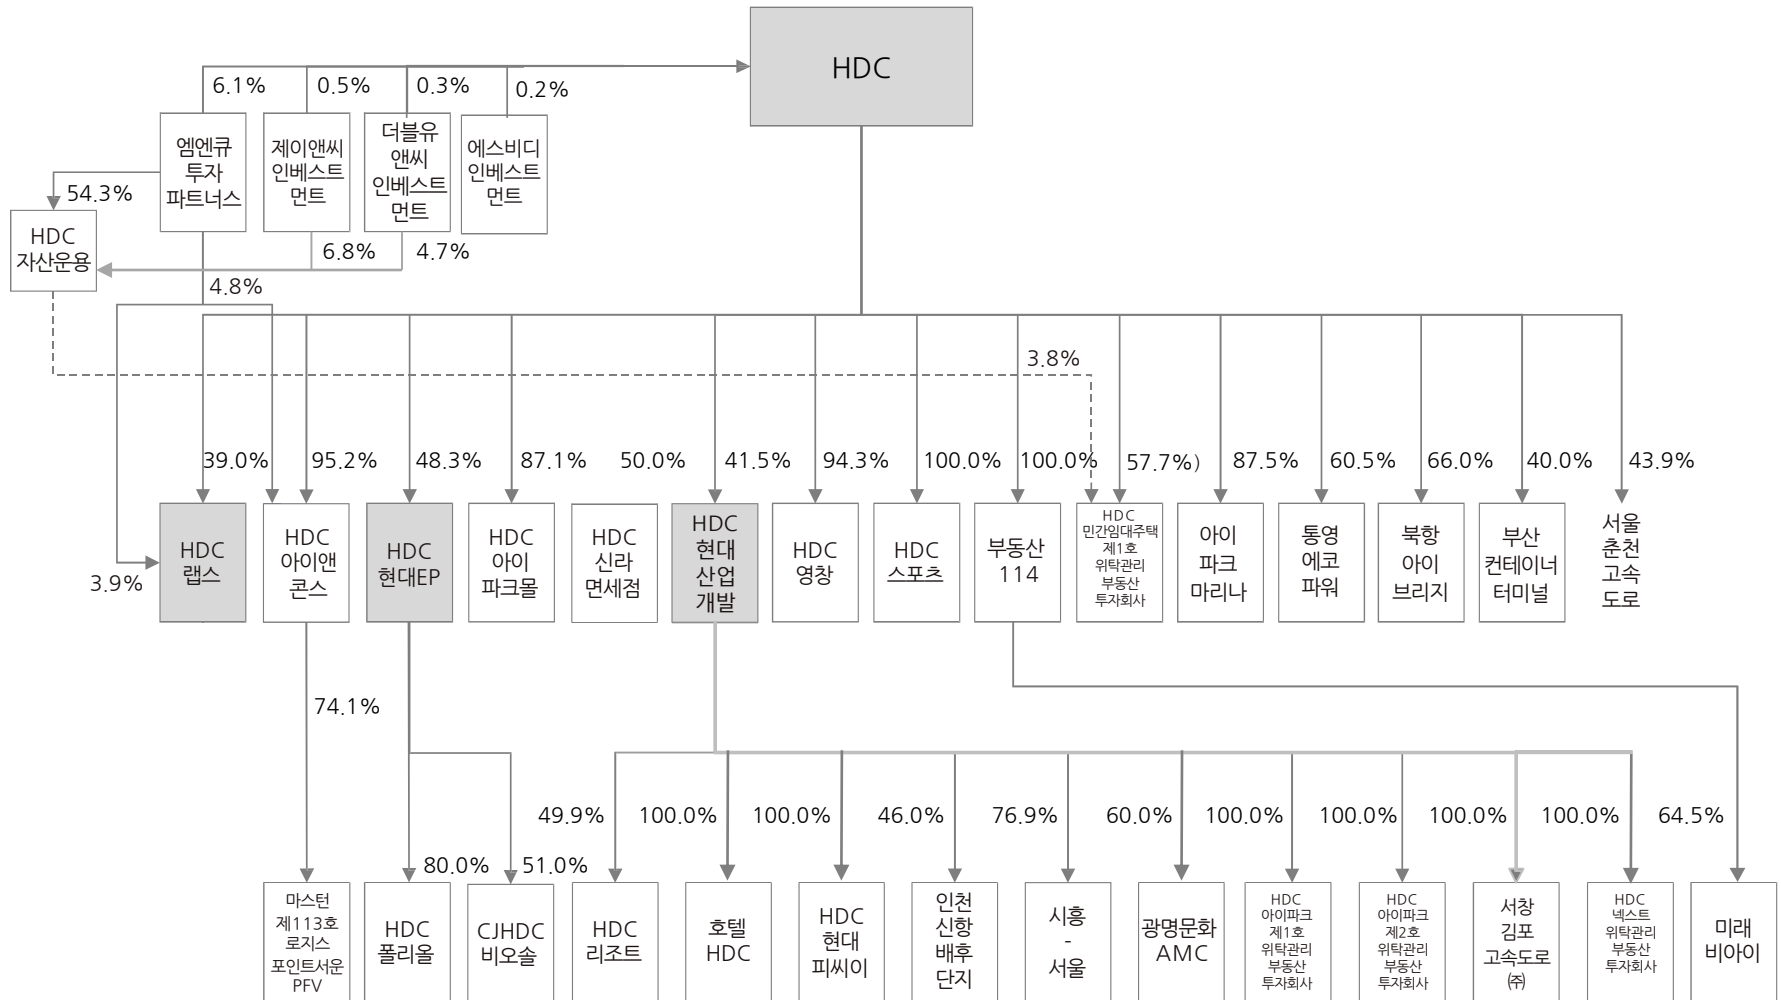 HDC
6.1%
0.5%
0.3%
0.2%
엠엔큐
투자
파트너스
제이앤씨
인베스트
먼트
더블유
앤씨
인베스트
먼트
에스비디
인베스트
먼트
54.3%
HDC
자산운용
6.8%
4.7%
4.8%
3.8%
39.0%
95.2%
48.3%
87.1%
50.0%
41.5%
94.3%
100.0%
100.0%
57.7%)
87.5%
60.5%
66.0%
40.0%
43.9%
3.9%
HDC
랩스
HDC
아이앤
콘스
HDC
현대EP
HDC
아이
파크몰
HDC
신라
면세점
HDC
현대
산업
개발
HDC
영창
HDC
스포츠
부동산
114
HDC
민간임대주택
제1호
위탁관리
부동산
투자회사
아이
파크
마리나
통영
에코
파워
북항
아이
브리지
부산
컨테이너
터미널
서울
춘천
고속
도로
74.1%
80.0%
51.0%
49.9%
100.0%
100.0%
46.0%
76.9%
60.0%
100.0%
100.0%
100.0%
100.0%
64.5%
마스턴
제113호
로지스
포인트서운
PFV
HDC
폴리올
CJHDC
비오솔
HDC
리조트
호텔
HDC
HDC
현대
피씨이
인천
신항
배후
단지
시흥
-
서울
광명문화
AMC
HDC
아이파크
제1호
위탁관리
부동산
투자회사
HDC
아이파크
제2호
위탁관리
부동산
투자회사
서창
김포
고속도로
㈜
HDC
넥스트
위탁관리
부동산
투자회사
미래
비아이